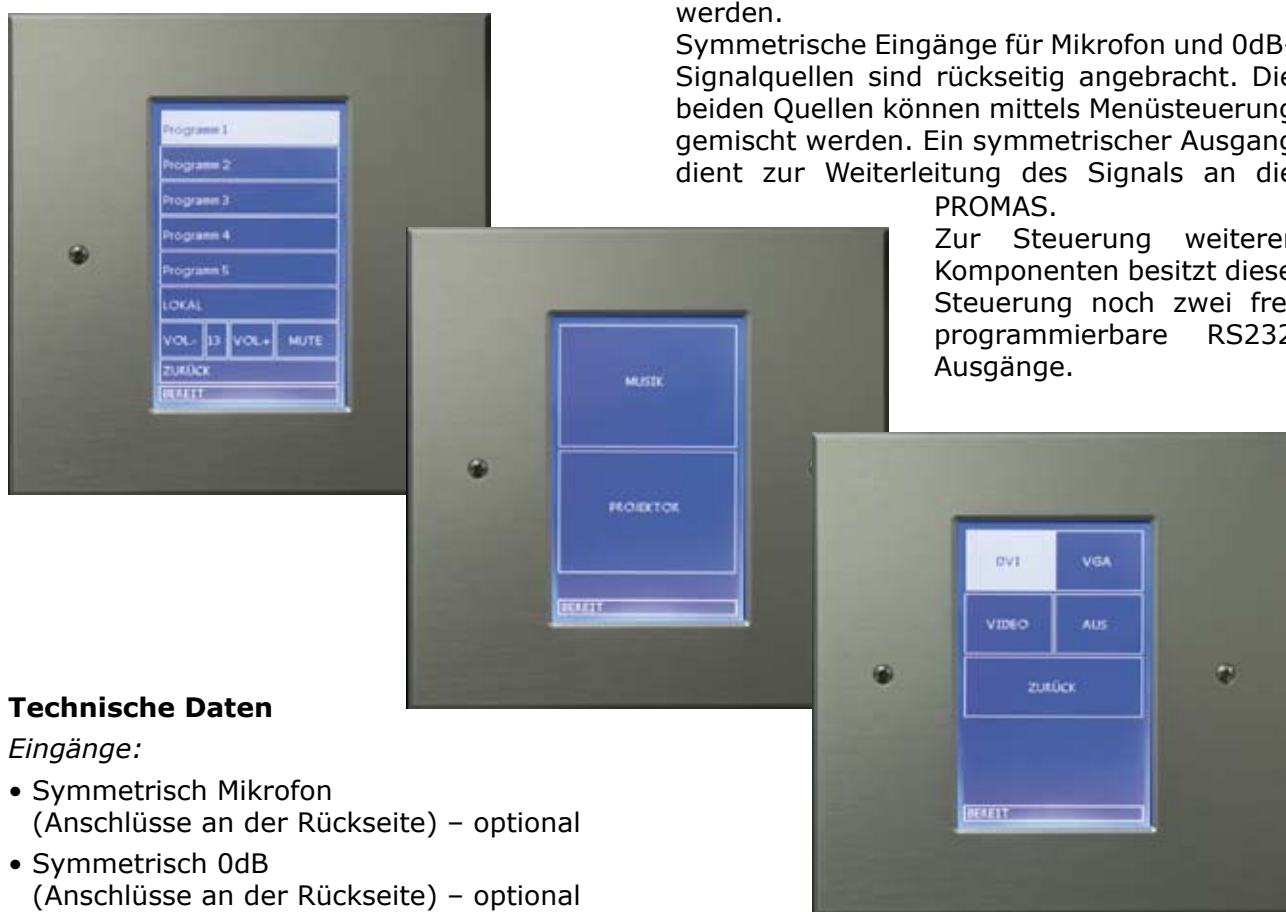 werden.
Symmetrische Eingänge für Mikrofon und 0dB-
Signalquellen sind rückseitig angebracht. Die
beiden Quellen können mittels Menüsteuerung
gemischt werden. Ein symmetrischer Ausgang
dient zur Weiterleitung des Signals an die
PROMAS.
Zur Steuerung weiterer
Komponenten besitzt diese
Steuerung noch zwei frei
programmierbare RS232
Ausgänge.
Programm 1
Programm 2
Programm 3
Programm 4
Programm 5
LOKAL
VOL- 13 VOL+ MUTE
ZURÜCK
BEREIT
MUSIK
PROJEKTOR
BEREIT
DVI VGA
VIDEO AUS
ZURÜCK
BEREIT
Technische Daten
Eingänge:
• Symmetrisch Mikrofon
(Anschlüsse an der Rückseite) – optional
• Symmetrisch 0dB
(Anschlüsse an der Rückseite) – optional